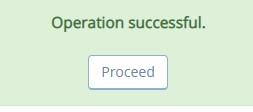 Operation successful.
Proceed